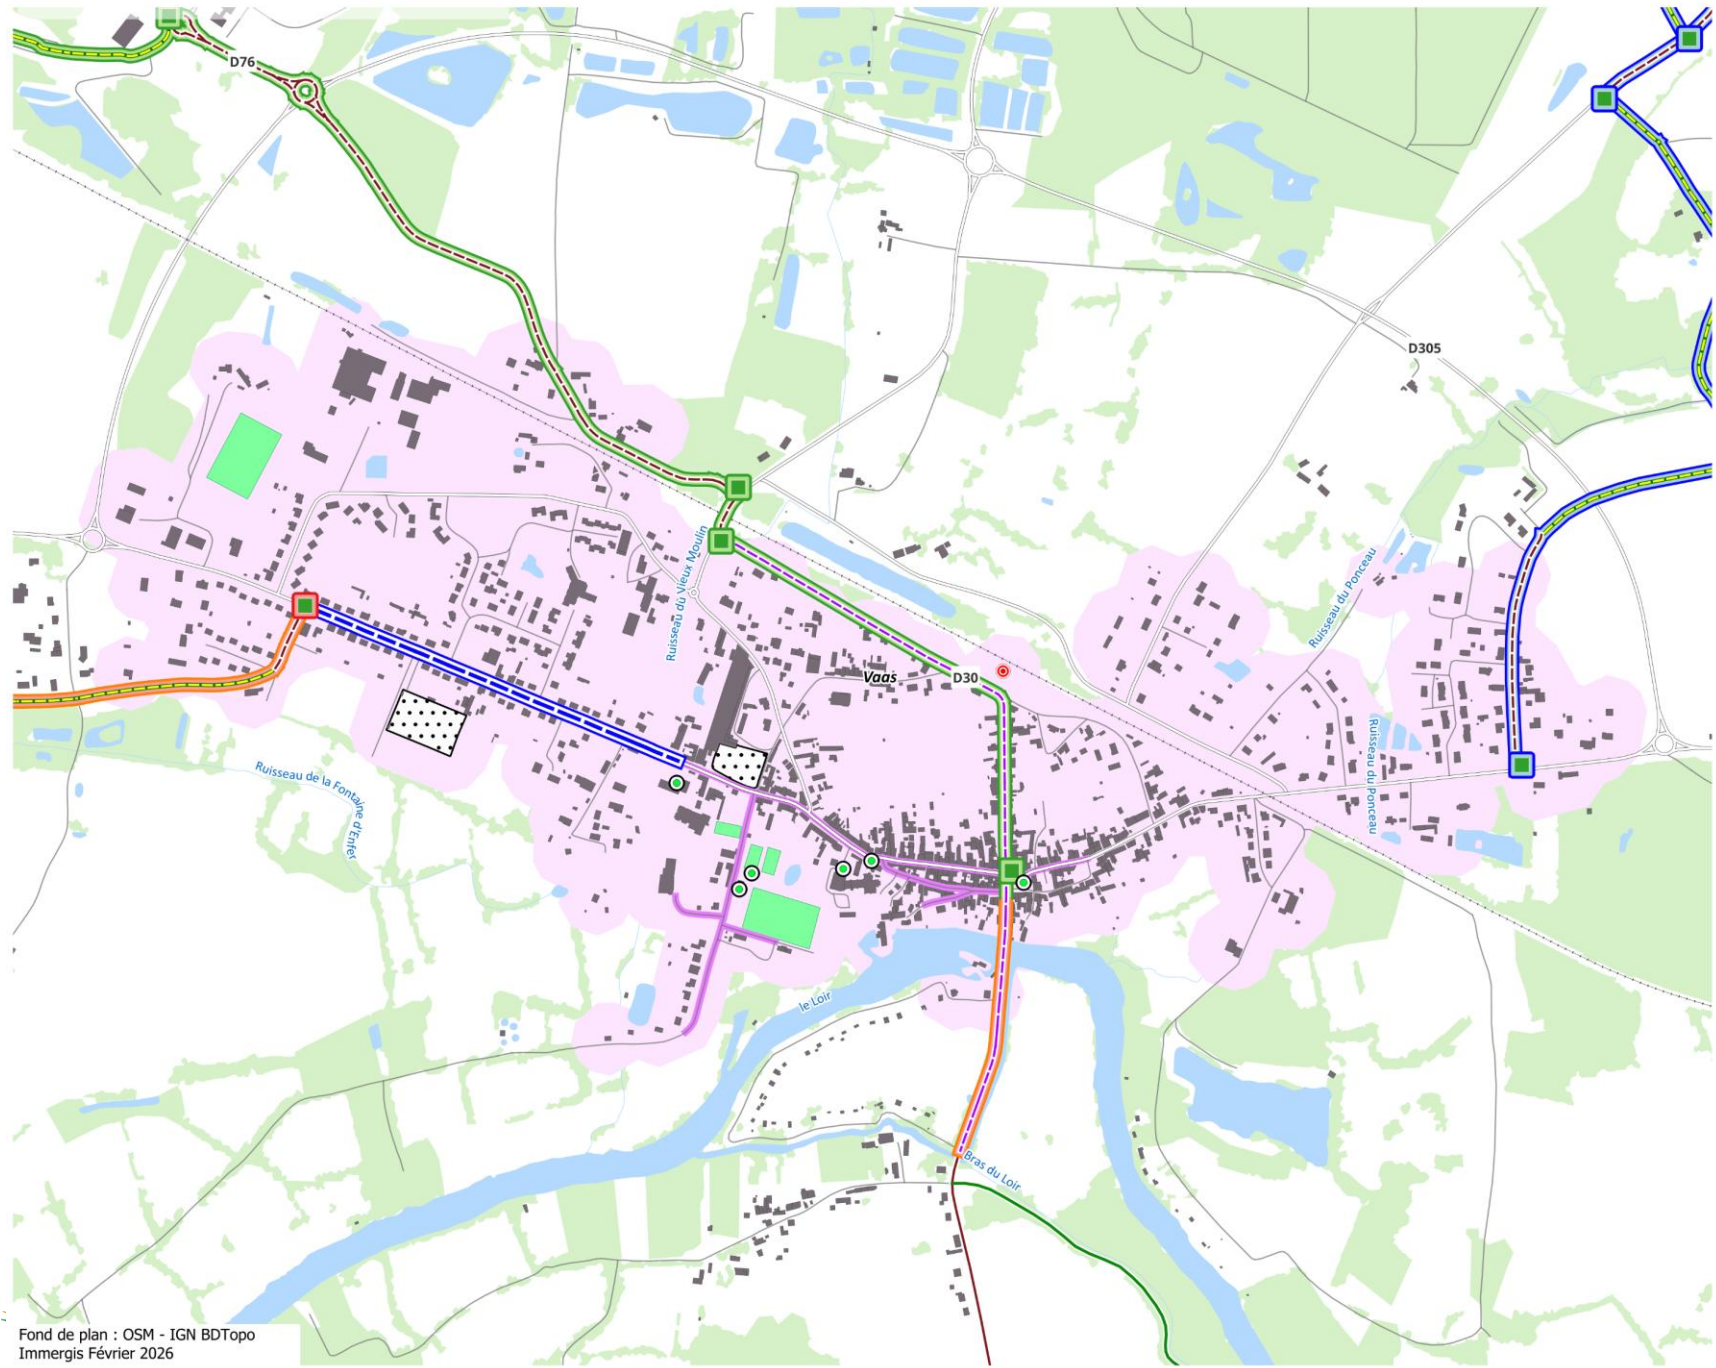 D76
D305
Ruisseau du Vieux Moulin
Ruisseau du Ponceau
Vaas
D30
Ruisseau du Ponceau
Ruisseau de la Fontaine d'Enfer
le Loir
Bras du Loir
Fond de plan : OSM - IGN BDTopo
Immergis Février 2026